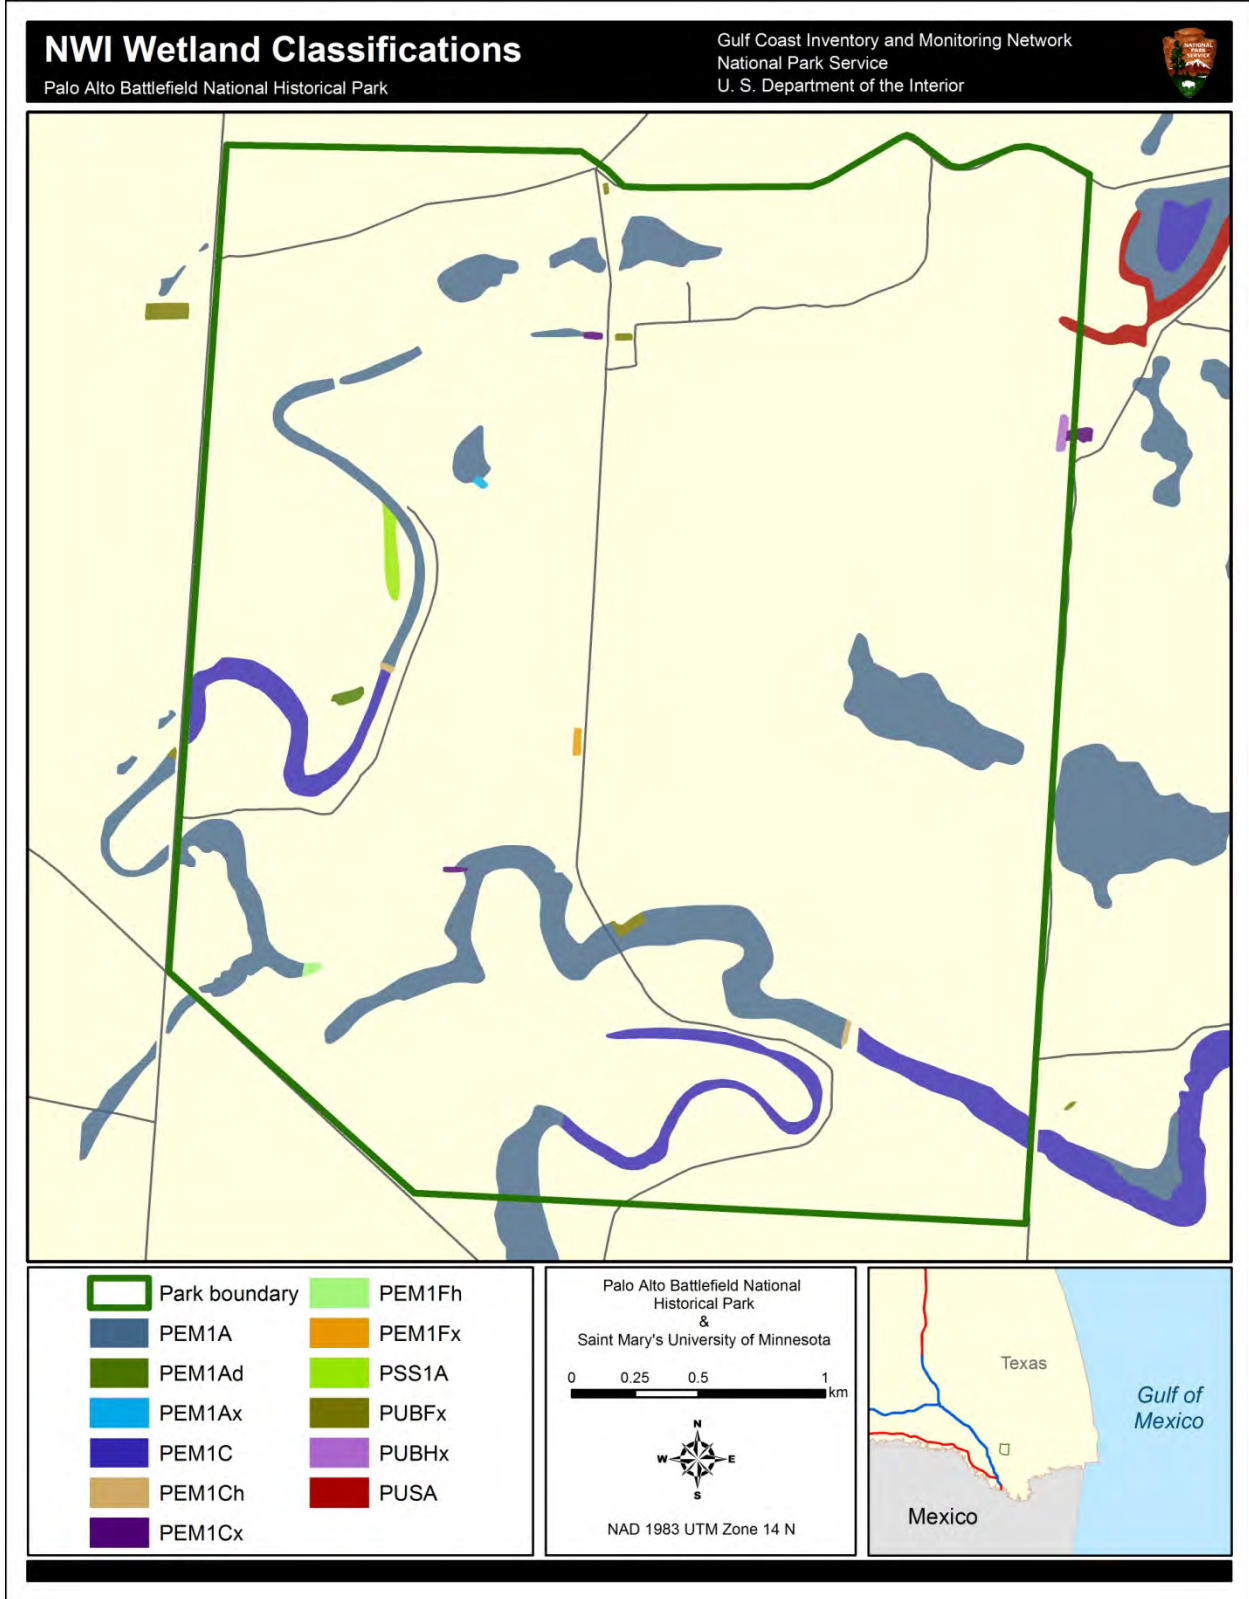 NWI Wetland Classifications
Palo Alto Battlefield National Historical Park
Gulf Coast Inventory and Monitoring Network
National Park Service
U. S. Department of the Interior
NATIONAL
PARK
SERVICE
Park boundary
PEM1A
PEM1Ad
PEM1Ax
PEM1C
PEM1Ch
PEM1Cx
PEM1Fh
PEM1Fx
PSS1A
PUBFx
PUBHx
PUSA
Palo Alto Battlefield National
Historical Park
&
Saint Mary's University of Minnesota
0 0.25 0.5 1
km
N
W E
S
NAD 1983 UTM Zone 14 N
Texas
Gulf of
Mexico
Mexico